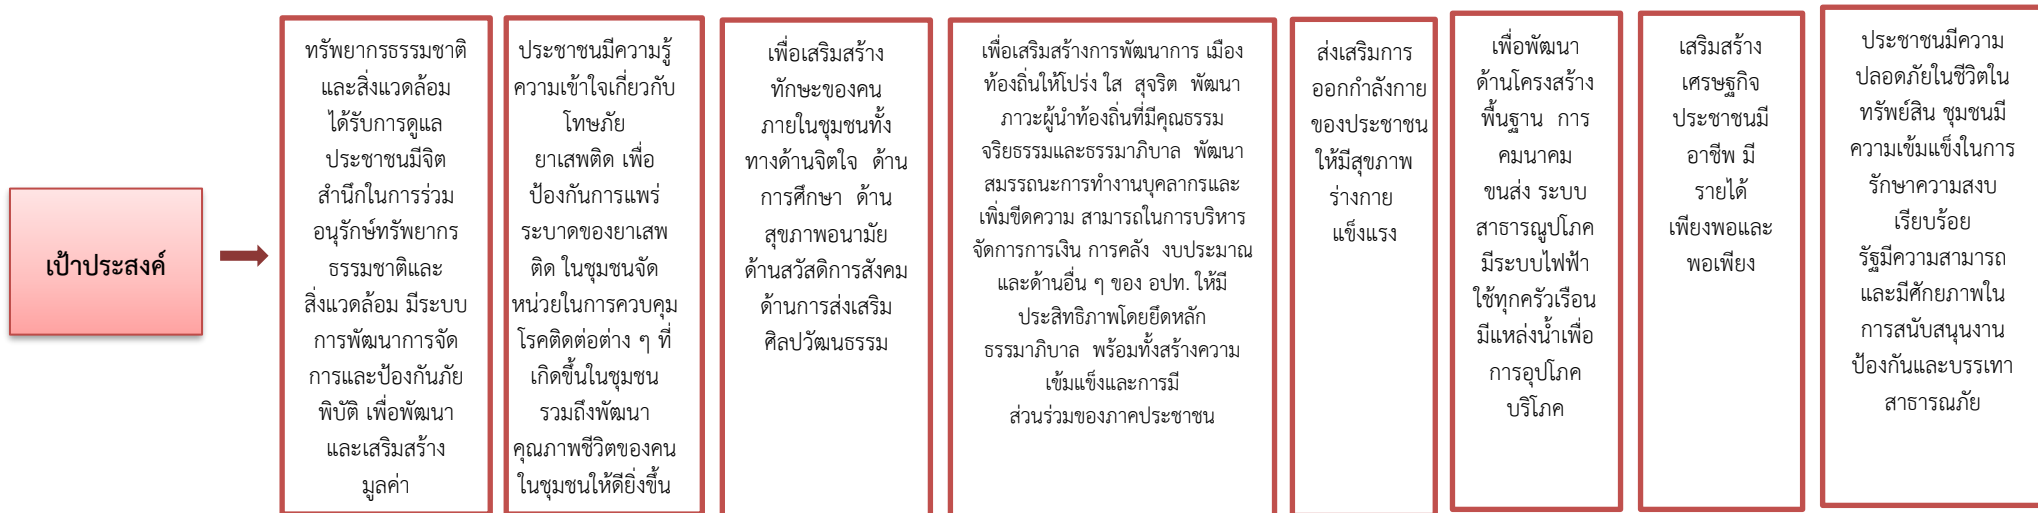 เป้าประสงค์
ทรัพยากรธรรมชาติ
และสิ่งแวดล้อม
ได้รับการดูแล
ประชาชนมีจิต
สำนึกในการร่วม
อนุรักษ์ทรัพยากร
ธรรมชาติและ
สิ่งแวดล้อม มีระบบ
การพัฒนาการจัด
การและป้องกันภัย
พิบัติ เพื่อพัฒนา
และเสริมสร้าง
มูลค่า
ประชาชนมีความรู้
ความเข้าใจเกี่ยวกับ
โทษภัย
ยาเสพติด เพื่อ
ป้องกันการแพร่
ระบาดของยาเสพ
ติด ในชุมชนจัด
หน่วยในการควบคุม
โรคติดต่อต่าง ๆ ที่
เกิดขึ้นในชุมชน
รวมถึงพัฒนา
คุณภาพชีวิตของคน
ในชุมชนให้ดียิ่งขึ้น
เพื่อเสริมสร้าง
ทักษะของคน
ภายในชุมชนทั้ง
ทางด้านจิตใจ ด้าน
การศึกษา ด้าน
สุขภาพอนามัย
ด้านสวัสดิการสังคม
ด้านการส่งเสริม
ศิลปวัฒนธรรม
เพื่อเสริมสร้างการพัฒนาการ เมือง
ท้องถิ่นให้โปร่ง ใส สุจริต พัฒนา
ภาวะผู้นำท้องถิ่นที่มีคุณธรรม
จริยธรรมและธรรมาภิบาล พัฒนา
สมรรถนะการทำงานบุคลากรและ
เพิ่มขีดความ สามารถในการบริหาร
จัดการการเงิน การคลัง งบประมาณ
และด้านอื่น ๆ ของ อปท. ให้มี
ประสิทธิภาพโดยยึดหลัก
ธรรมาภิบาล พร้อมทั้งสร้างความ
เข้มแข็งและการมี
ส่วนร่วมของภาคประชาชน
ส่งเสริมการ
ออกกำลังกาย
ของประชาชน
ให้มีสุขภาพ
ร่างกาย
แข็งแรง
เพื่อพัฒนา
ด้านโครงสร้าง
พื้นฐาน การ
คมนาคม
ขนส่ง ระบบ
สาธารณูปโภค
มีระบบไฟฟ้า
ใช้ทุกครัวเรือน
มีแหล่งน้ำเพื่อ
การอุปโภค
บริโภค
เสริมสร้าง
เศรษฐกิจ
ประชาชนมี
อาชีพ มี
รายได้
เพียงพอและ
พอเพียง
ประชาชนมีความ
ปลอดภัยในชีวิตใน
ทรัพย์สิน ชุมชนมี
ความเข้มแข็งในการ
รักษาความสงบ
เรียบร้อย
รัฐมีความสามารถ
และมีศักยภาพใน
การสนับสนุนงาน
ป้องกันและบรรเทา
สาธารณภัย